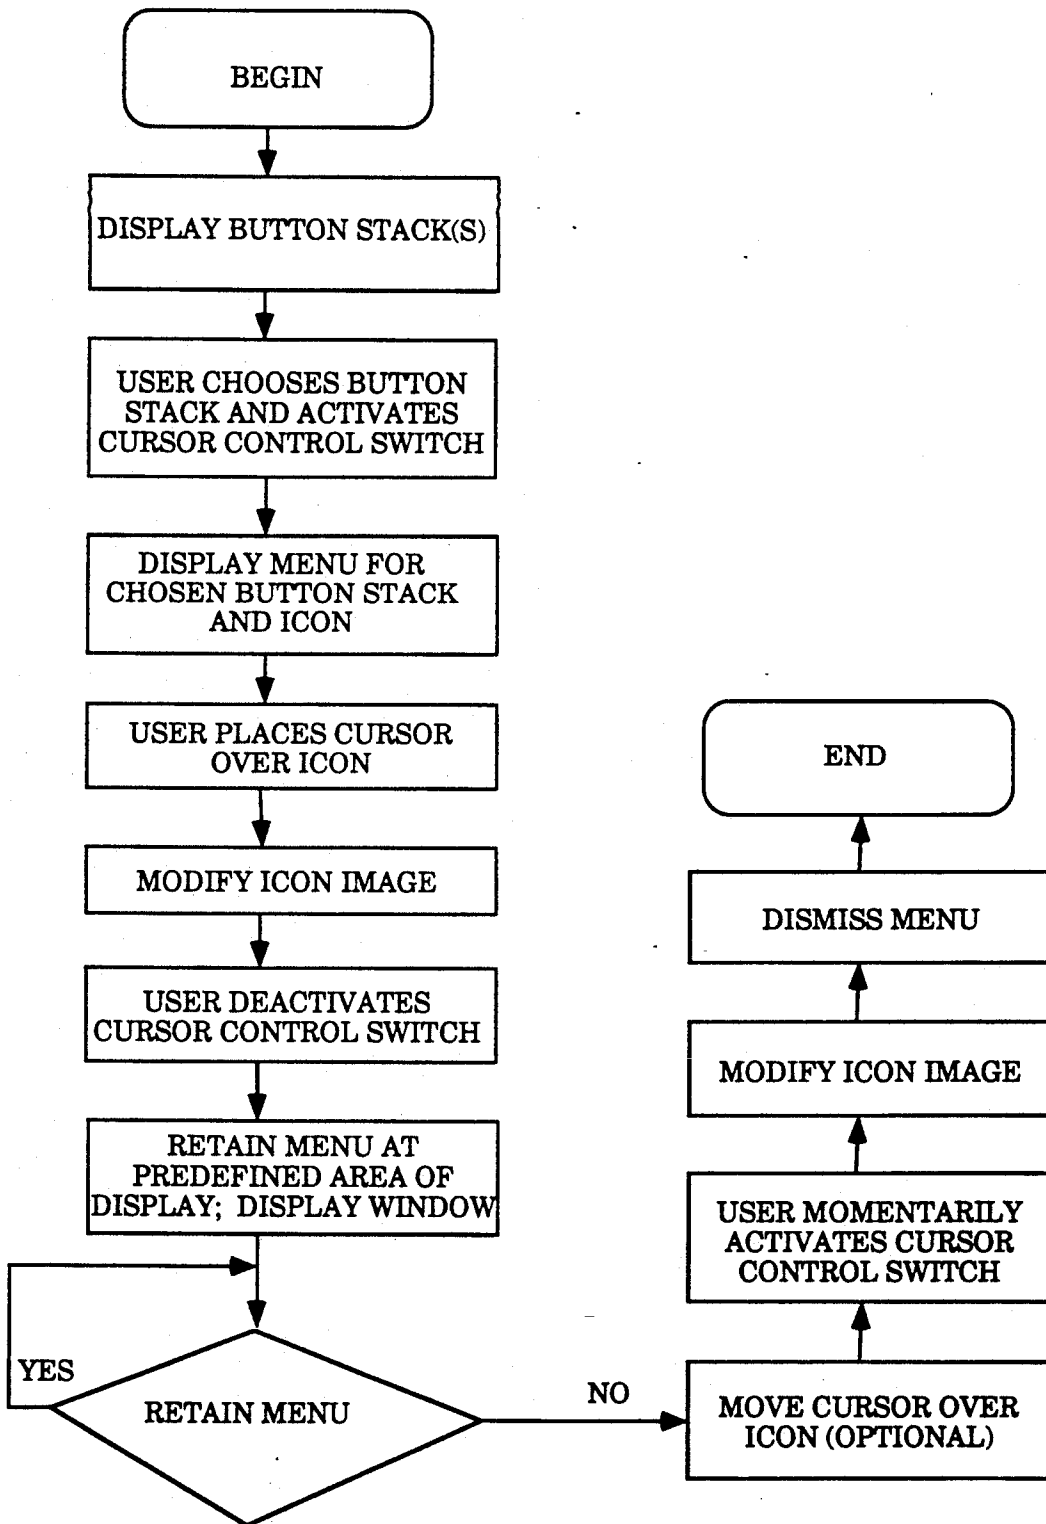 BEGIN
DISPLAY BUTTON STACK(S)
USER CHOOSES BUTTON
STACK AND ACTIVATES
CURSOR CONTROL SWITCH
DISPLAY MENU FOR
CHOSEN BUTTON STACK
AND ICON
USER PLACES CURSOR
OVER ICON
MODIFY ICON IMAGE
USER DEACTIVATES
CURSOR CONTROL SWITCH
RETAIN MENU AT
PREDEFINED AREA OF
DISPLAY; DISPLAY WINDOW
YES
RETAIN MENU
NO
MOVE CURSOR OVER
ICON (OPTIONAL)
USER MOMENTARILY
ACTIVATES CURSOR
CONTROL SWITCH
MODIFY ICON IMAGE
DISMISS MENU
END